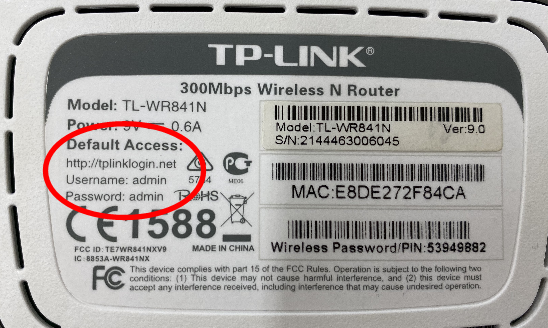 TP-LINK®
300Mbps Wireless N Router
Model: TL-WR841N
Power: 9V 0.6A
Default Access:
http://tplinklogin.net
Username: admin
Password: admin
5734
PG
ME06
RoHS
CE1588
FCC ID: TE7WR841NXV9
IC: 8853A-WR841NX
MADE IN CHINA
Model:TL-WR841N Ver:9.0
S/N:2144463006045
MAC:E8DE272F84CA
Wireless Password/PIN:53949882
FC This device complies with part 15 of the FCC Rules. Operation is subject to the following two
conditions: (1) This device may not cause harmful interference, and (2) this device must
accept any interference received, including interference that may cause undesired operation.